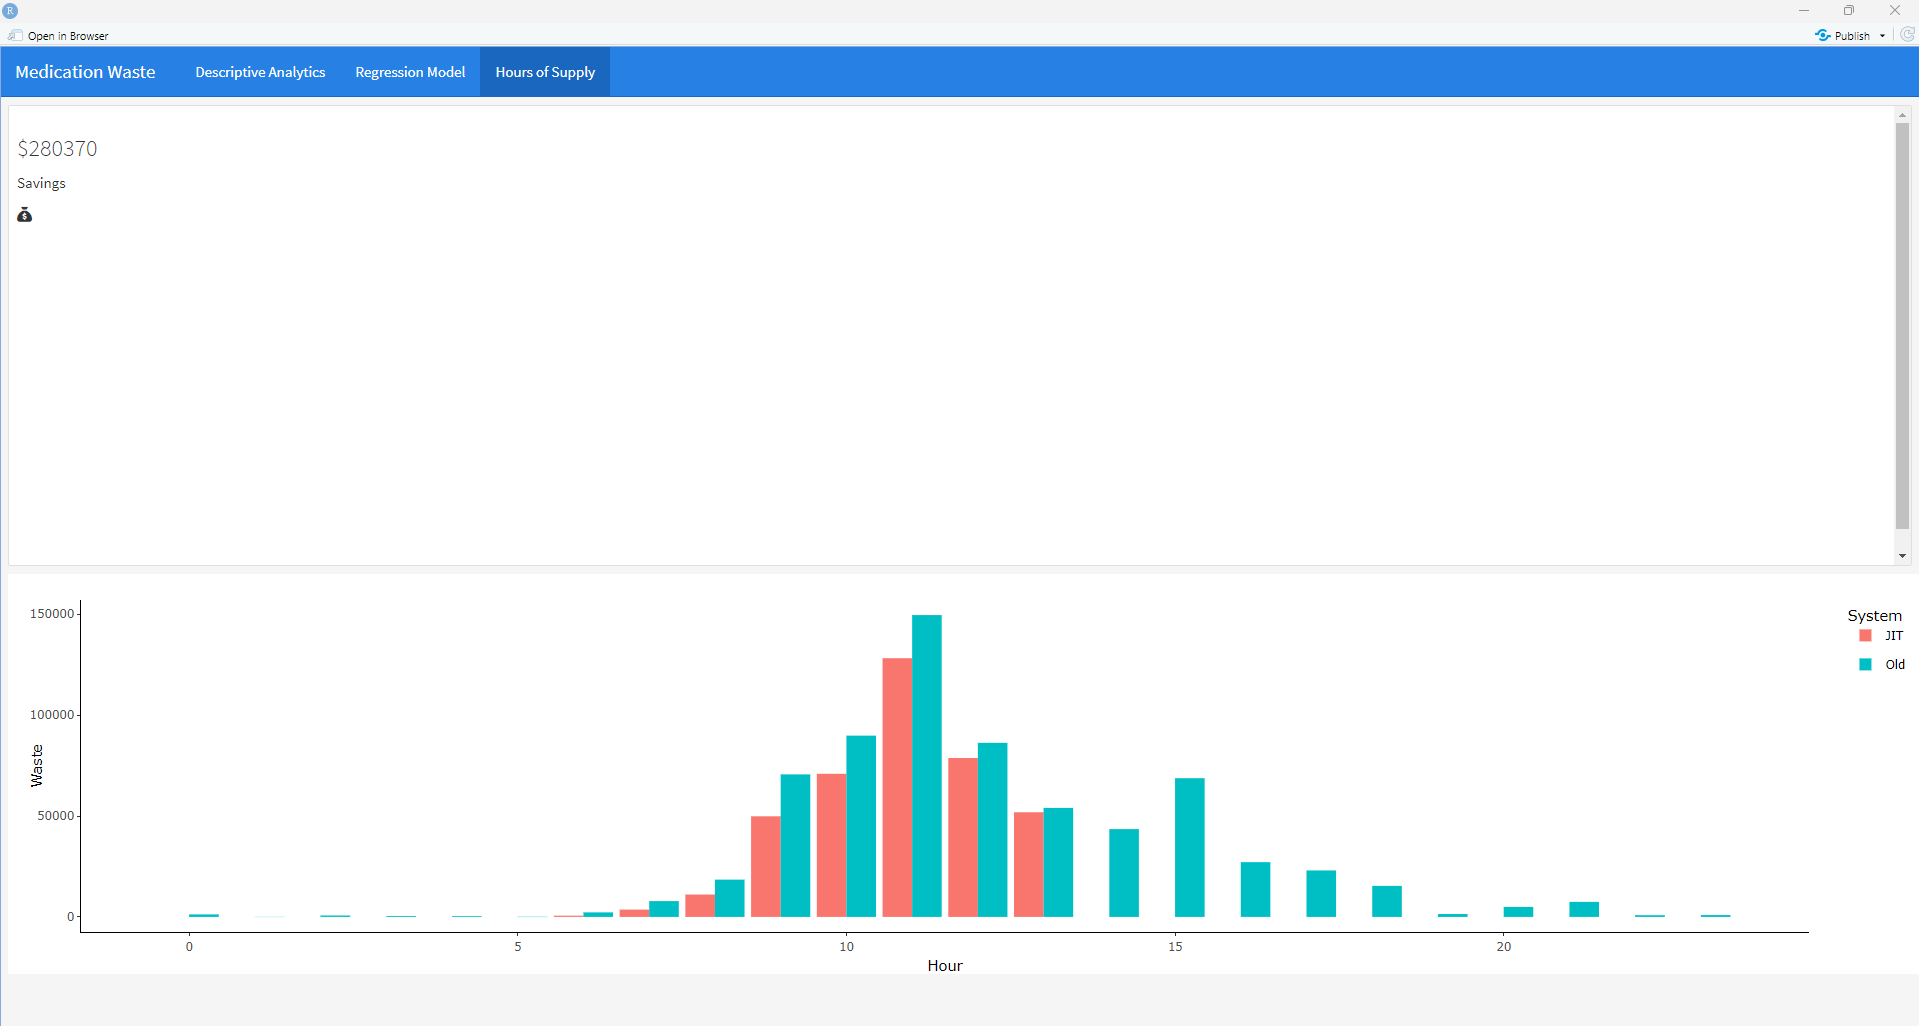 R
Open in Browser
Publish
Medication Waste
Descriptive Analytics
Regression Model
Hours of Supply
$280370
Savings
$
150000
100000
50000
0
Waste
0
5
10
15
20
Hour
System
JIT
Old